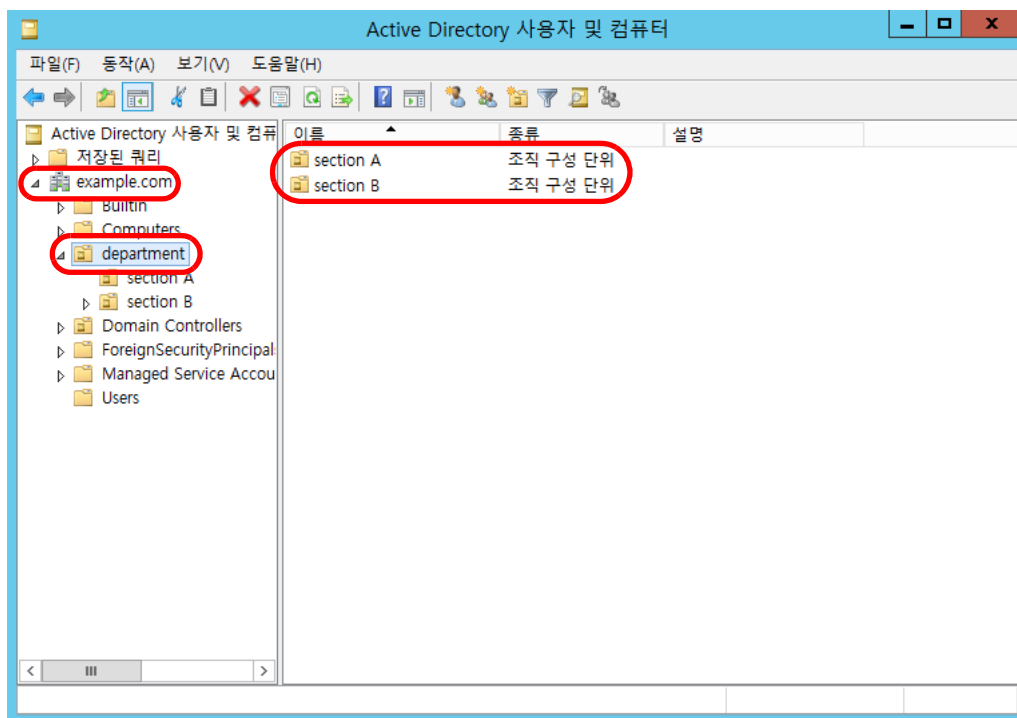 Active Directory 사용자 및 컴퓨터
파일(F) 동작(A) 보기(V) 도움말(H)
Active Directory 사용자 및 컴퓨
저장된 쿼리
example.com
Builtin
Computers
department
section A
section B
Domain Controllers
ForeignSecurityPrincipal
Managed Service Accou
Users
이름 종류 설명
section A 조직 구성 단위
section B 조직 구성 단위